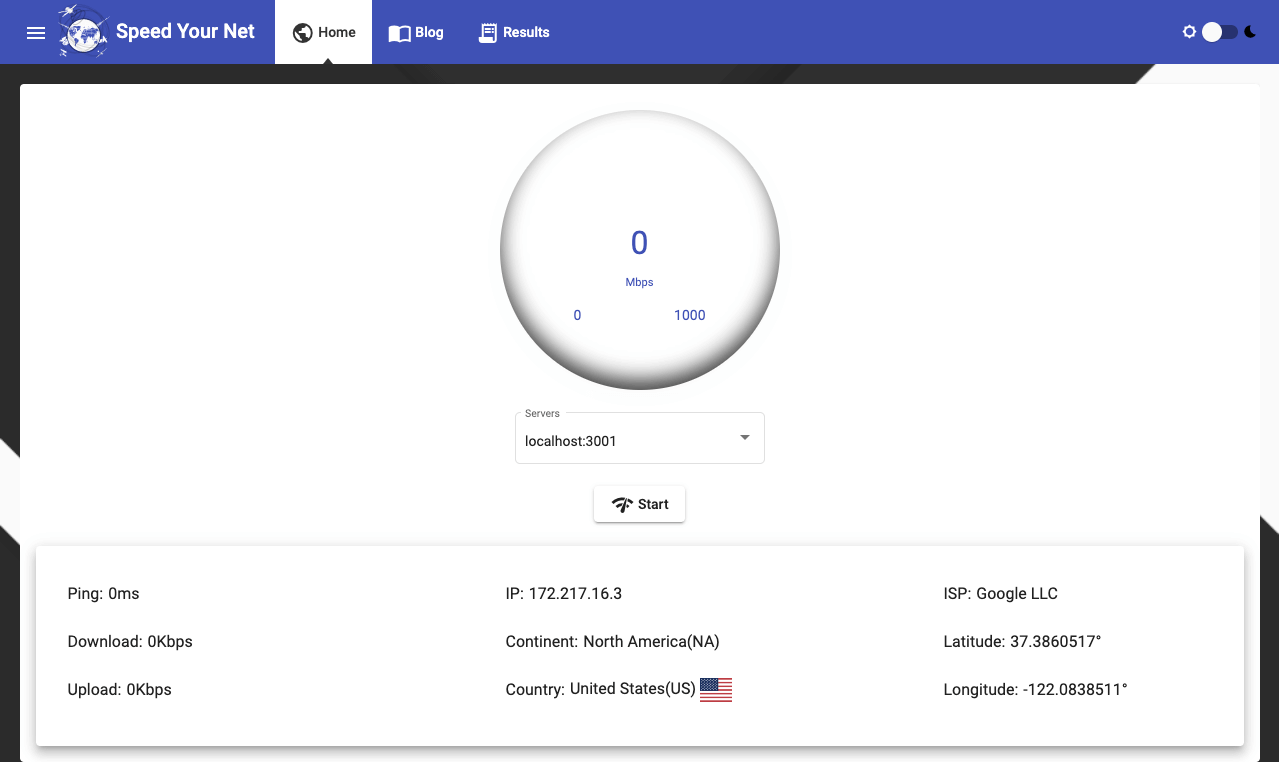 Speed Your Net
Home
Blog
Results
0
Mbps
0 1000
Servers
localhost:3001
Start
Ping: 0ms
IP: 172.217.16.3
ISP: Google LLC
Download: 0Kbps
Continent: North America(NA)
Latitude: 37.3860517°
Upload: 0Kbps
Country: United States(US)
Longitude: -122.0838511°